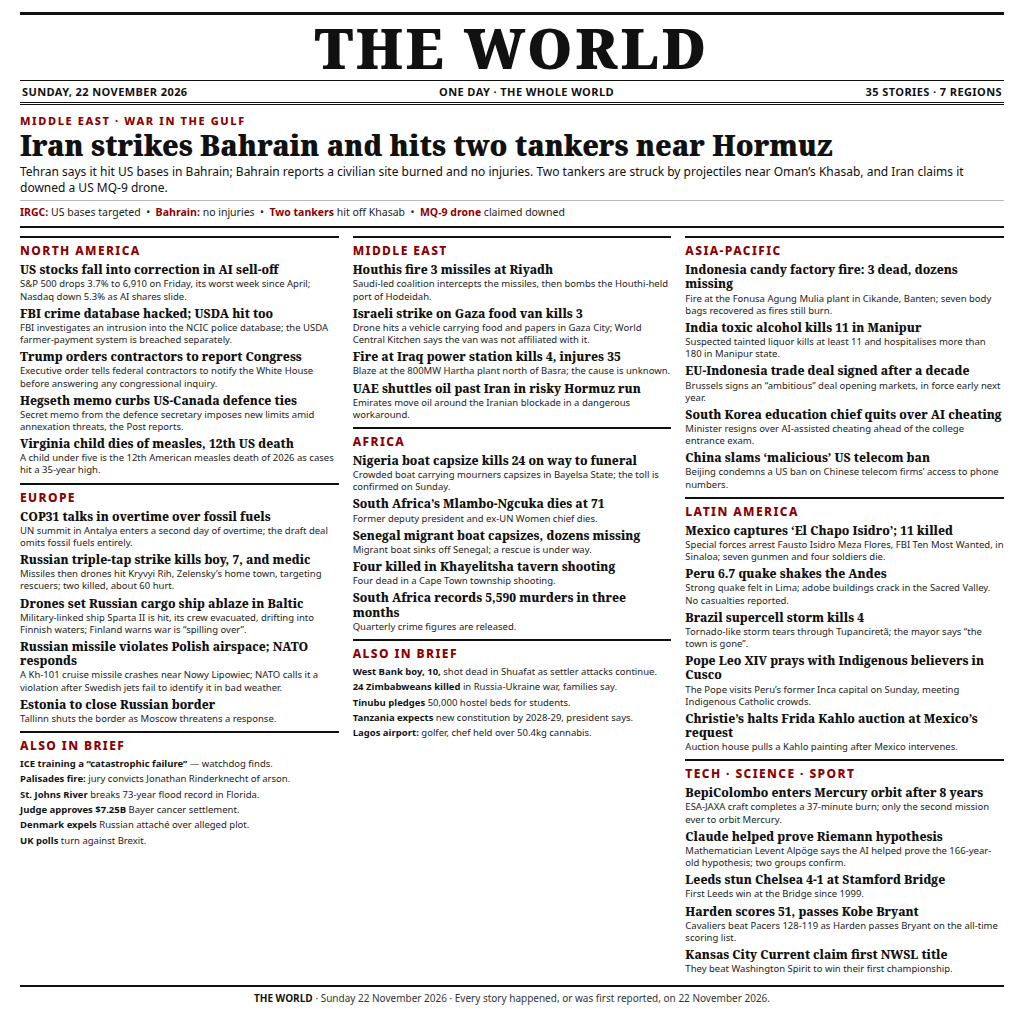 THE WORLD
SUNDAY, 22 NOVEMBER 2026
ONE DAY · THE WHOLE WORLD
35 STORIES · 7 REGIONS
MIDDLE EAST · WAR IN THE GULF
Iran strikes Bahrain and hits two tankers near Hormuz
Tehran says it hit US bases in Bahrain; Bahrain reports a civilian site burned and no injuries. Two tankers are struck by projectiles near Oman’s Khasab, and Iran claims it
downed a US MQ-9 drone.
IRGC: US bases targeted • Bahrain: no injuries • Two tankers hit off Khasab • MQ-9 drone claimed downed
NORTH AMERICA
US stocks fall into correction in AI sell-off
S&P 500 drops 3.7% to 6,910 on Friday, its worst week since April;
Nasdaq down 5.3% as AI shares slide.
FBI crime database hacked; USDA hit too
FBI investigates an intrusion into the NCIC police database; the USDA
farmer-payment system is breached separately.
Trump orders contractors to report Congress
Executive order tells federal contractors to notify the White House
before answering any congressional inquiry.
Hegseth memo curbs US-Canada defence ties
Secret memo from the defence secretary imposes new limits amid
annexation threats, the Post reports.
Virginia child dies of measles, 12th US death
A child under five is the 12th American measles death of 2026 as cases
hit a 35-year high.
EUROPE
COP31 talks in overtime over fossil fuels
UN summit in Antalya enters a second day of overtime; the draft deal
omits fossil fuels entirely.
Russian triple-tap strike kills boy, 7, and medic
Missiles then drones hit Kryvyi Rih, Zelensky’s home town, targeting
rescuers; two killed, about 60 hurt.
Drones set Russian cargo ship ablaze in Baltic
Military-linked ship Sparta II is hit, its crew evacuated, drifting into
Finnish waters; Finland warns war is “spilling over”.
Russian missile violates Polish airspace; NATO
responds
A Kh-101 cruise missile crashes near Nowy Lipowiec; NATO calls it a
violation after Swedish jets fail to identify it in bad weather.
Estonia to close Russian border
Tallinn shuts the border as Moscow threatens a response.
ALSO IN BRIEF
ICE training a “catastrophic failure” — watchdog finds.
Palisades fire: jury convicts Jonathan Rinderknecht of arson.
St. Johns River breaks 73-year flood record in Florida.
Judge approves $7.25B Bayer cancer settlement.
Denmark expels Russian attaché over alleged plot.
UK polls turn against Brexit.
MIDDLE EAST
Houthis fire 3 missiles at Riyadh
Saudi-led coalition intercepts the missiles, then bombs the Houthi-held
port of Hodeidah.
Israeli strike on Gaza food van kills 3
Drone hits a vehicle carrying food and papers in Gaza City; World
Central Kitchen says the van was not affiliated with it.
Fire at Iraq power station kills 4, injures 35
Blaze at the 800MW Hartha plant north of Basra; the cause is unknown.
UAE shuttles oil past Iran in risky Hormuz run
Emirates move oil around the Iranian blockade in a dangerous
workaround.
AFRICA
Nigeria boat capsize kills 24 on way to funeral
Crowded boat carrying mourners capsizes in Bayelsa State; the toll is
confirmed on Sunday.
South Africa’s Mlambo-Ngcuka dies at 71
Former deputy president and ex-UN Women chief dies.
Senegal migrant boat capsizes, dozens missing
Migrant boat sinks off Senegal; a rescue is under way.
Four killed in Khayelitsha tavern shooting
Four dead in a Cape Town township shooting.
South Africa records 5,590 murders in three
months
Quarterly crime figures are released.
ALSO IN BRIEF
West Bank boy, 10, shot dead in Shuafat as settler attacks continue.
24 Zimbabweans killed in Russia-Ukraine war, families say.
Tinubu pledges 50,000 hostel beds for students.
Tanzania expects new constitution by 2028-29, president says.
Lagos airport: golfer, chef held over 50.4kg cannabis.
ASIA-PACIFIC
Indonesia candy factory fire: 3 dead, dozens
missing
Fire at the Fonusa Agung Mulia plant in Cikande, Banten; seven body
bags recovered as fires still burn.
India toxic alcohol kills 11 in Manipur
Suspected tainted liquor kills at least 11 and hospitalises more than
180 in Manipur state.
EU-Indonesia trade deal signed after a decade
Brussels signs an “ambitious” deal opening markets, in force early next
year.
South Korea education chief quits over AI cheating
Minister resigns over AI-assisted cheating ahead of the college
entrance exam.
China slams ‘malicious’ US telecom ban
Beijing condemns a US ban on Chinese telecom firms’ access to phone
numbers.
LATIN AMERICA
Mexico captures ‘El Chapo Isidro’; 11 killed
Special forces arrest Fausto Isidro Meza Flores, FBI Ten Most Wanted, in
Sinaloa; seven gunmen and four soldiers die.
Peru 6.7 quake shakes the Andes
Strong quake felt in Lima; adobe buildings crack in the Sacred Valley.
No casualties reported.
Brazil supercell storm kills 4
Tornado-like storm tears through Tupanciretã; the mayor says “the
town is gone”.
Pope Leo XIV prays with Indigenous believers in
Cusco
The Pope visits Peru’s former Inca capital on Sunday, meeting
Indigenous Catholic crowds.
Christie’s halts Frida Kahlo auction at Mexico’s
request
Auction house pulls a Kahlo painting after Mexico intervenes.
TECH · SCIENCE · SPORT
BepiColombo enters Mercury orbit after 8 years
ESA-JAXA craft completes a 37-minute burn; only the second mission
ever to orbit Mercury.
Claude helped prove Riemann hypothesis
Mathematician Levent Alpöge says the AI helped prove the 166-year-
old hypothesis; two groups confirm.
Leeds stun Chelsea 4-1 at Stamford Bridge
First Leeds win at the Bridge since 1999.
Harden scores 51, passes Kobe Bryant
Cavaliers beat Pacers 128-119 as Harden passes Bryant on the all-time
scoring list.
Kansas City Current claim first NWSL title
They beat Washington Spirit to win their first championship.
THE WORLD · Sunday 22 November 2026 · Every story happened, or was first reported, on 22 November 2026.